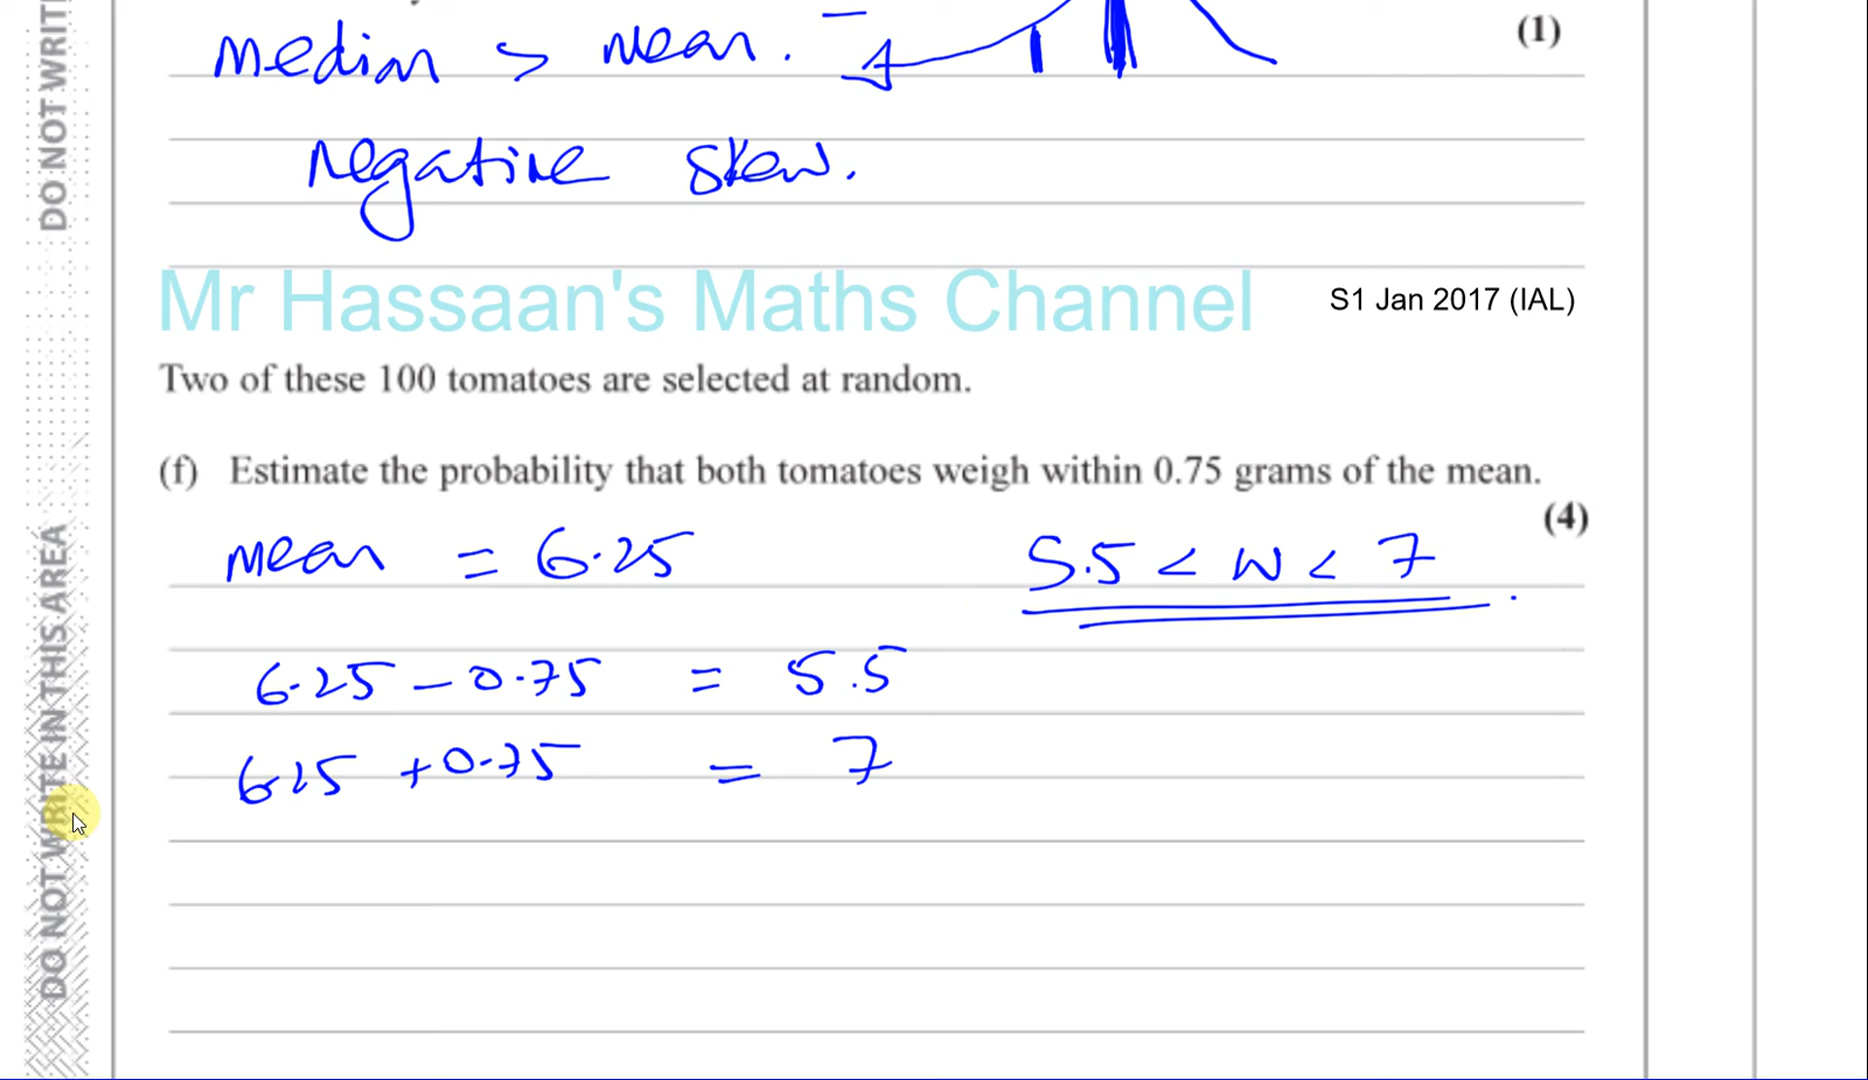 (1)
median > mean.
negative skew.
Mr Hassaan's Maths Channel
S1 Jan 2017 (IAL)
Two of these 100 tomatoes are selected at random.
(f) Estimate the probability that both tomatoes weigh within 0.75 grams of the mean.
(4)
mean = 6.25
5.5 < w < 7
6.25 - 0.75 = 5.5
6.25 + 0.75 = 7
DO NOT WRIT
DO NOT WRITE IN THIS AREA